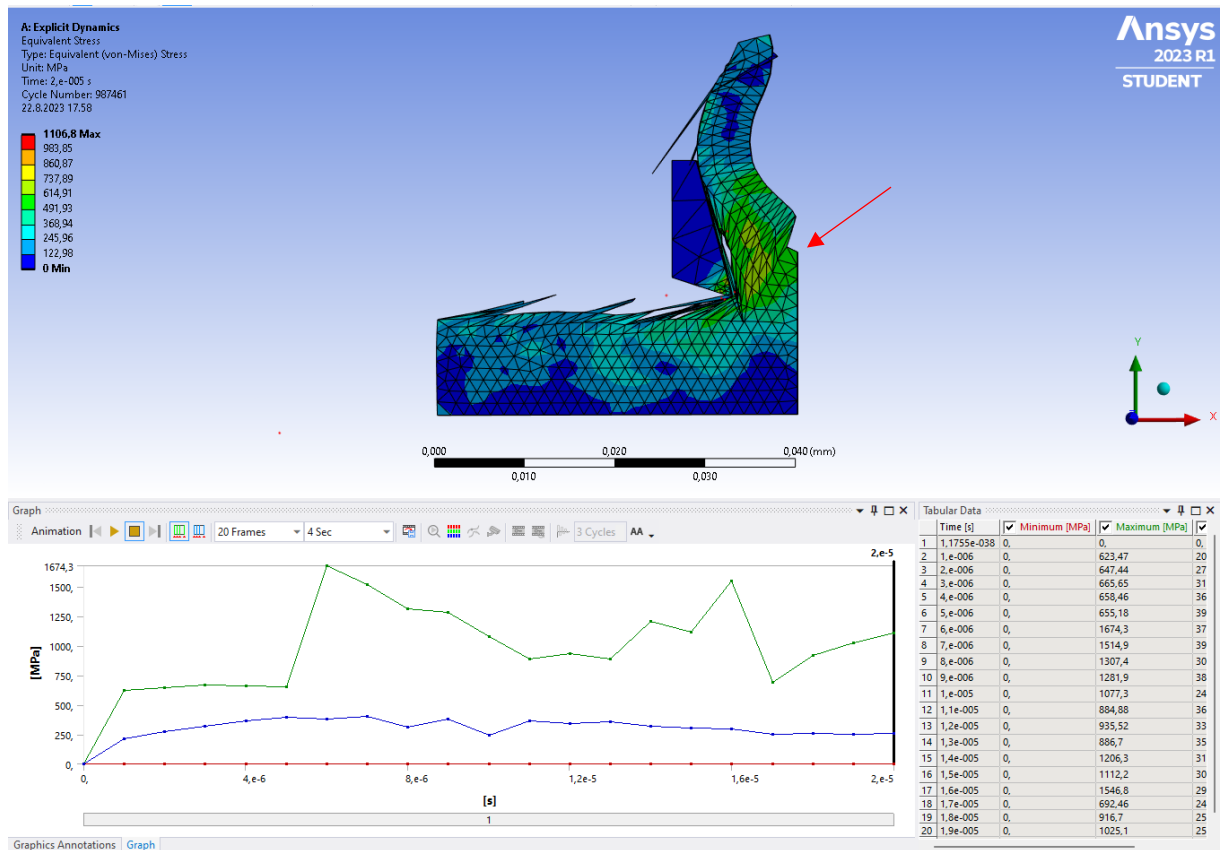 A: Explicit Dynamics
Equivalent Stress
Type: Equivalent (von-Mises) Stress
Unit: MPa
Time: 2,e-005 s
Cycle Number: 987461
22.8.2023 17.58
1106,8 Max
983,85
860,87
737,89
614,91
491,93
368,94
245,96
122,98
0 Min
Ansys
2023 R1
STUDENT
Y
X
0,000 0,020 0,040 (mm)
0,010 0,030
Graph
Animation 20 Frames 4 Sec 3 Cycles AA
2,e-5
1674,3
1500,
1250,
1000,
750,
500,
250,
0,
[MPa]
0, 4,e-6 8,e-6 1,2e-5 1,6e-5 2,e-5
[s]
1
Graphics Annotations Graph
Tabular Data
Time [s] Minimum [MPa] Maximum [MPa]
1 1,1755e-038 0, 0, 0,
2 1,e-006 0, 623,47 20
3 2,e-006 0, 647,44 27
4 3,e-006 0, 665,65 31
5 4,e-006 0, 658,46 36
6 5,e-006 0, 655,18 39
7 6,e-006 0, 1674,3 37
8 7,e-006 0, 1514,9 39
9 8,e-006 0, 1307,4 30
10 9,e-006 0, 1281,9 38
11 1,e-005 0, 1077,3 24
12 1,1e-005 0, 884,88 36
13 1,2e-005 0, 935,52 33
14 1,3e-005 0, 886,7 35
15 1,4e-005 0, 1206,3 31
16 1,5e-005 0, 1112,2 30
17 1,6e-005 0, 1546,8 29
18 1,7e-005 0, 692,46 24
19 1,8e-005 0, 916,7 25
20 1,9e-005 0, 1025,1 25